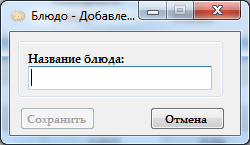 Блюдо - Добавле...
Название блюда:
Сохранить Отмена